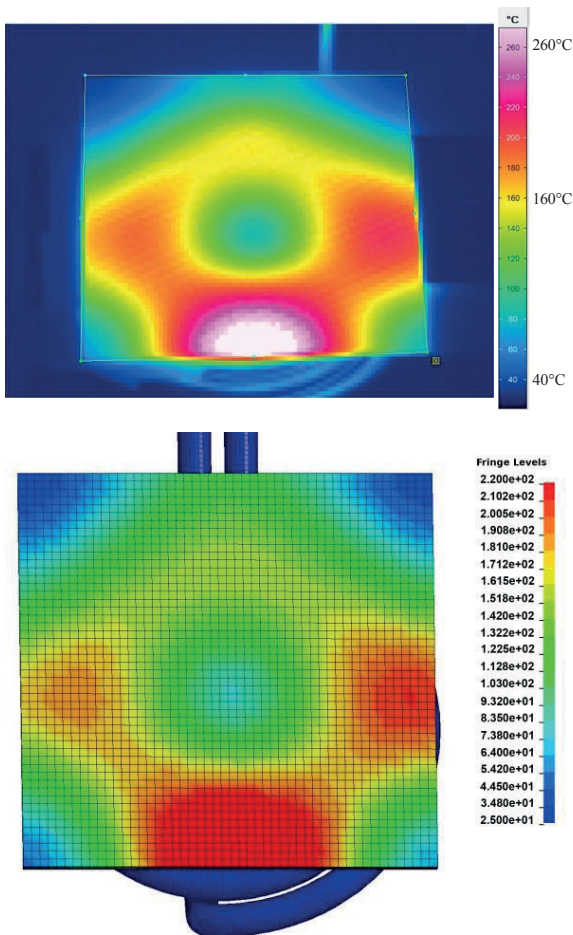 °C
260
260°C
240
220
200
180
160
160°C
140
120
100
80
60
40
40°C
Fringe Levels
2.200e+02
2.102e+02
2.005e+02
1.908e+02
1.810e+02
1.712e+02
1.615e+02
1.518e+02
1.420e+02
1.322e+02
1.225e+02
1.128e+02
1.030e+02
9.320e+01
8.350e+01
7.380e+01
6.400e+01
5.420e+01
4.450e+01
3.480e+01
2.500e+01